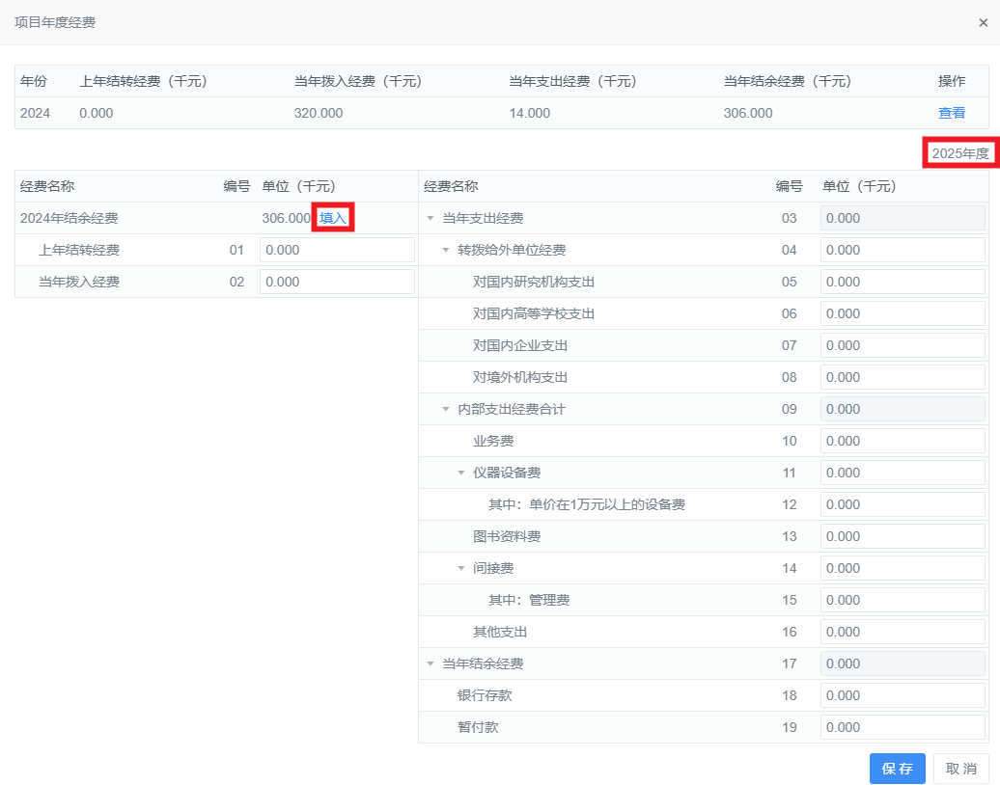 项目年度经费 ×
年份 上年结转经费（千元） 当年拨入经费（千元） 当年支出经费（千元） 当年结余经费（千元） 操作
2024 0.000 320.000 14.000 306.000 查看
2025年度
经费名称 编号 单位（千元） 经费名称 编号 单位（千元）
2024年结余经费 306.000 填入 当年支出经费 03 0.000
上年结转经费 01 0.000 转拨给外单位经费 04 0.000
当年拨入经费 02 0.000 对国内研究机构支出 05 0.000
对国内高等学校支出 06 0.000
对国内企业支出 07 0.000
对境外机构支出 08 0.000
内部支出经费合计 09 0.000
业务费 10 0.000
仪器设备费 11 0.000
其中：单价在1万元以上的设备费 12 0.000
图书资料费 13 0.000
间接费 14 0.000
其中：管理费 15 0.000
其他支出 16 0.000
当年结余经费 17 0.000
银行存款 18 0.000
暂付款 19 0.000
保存 取消